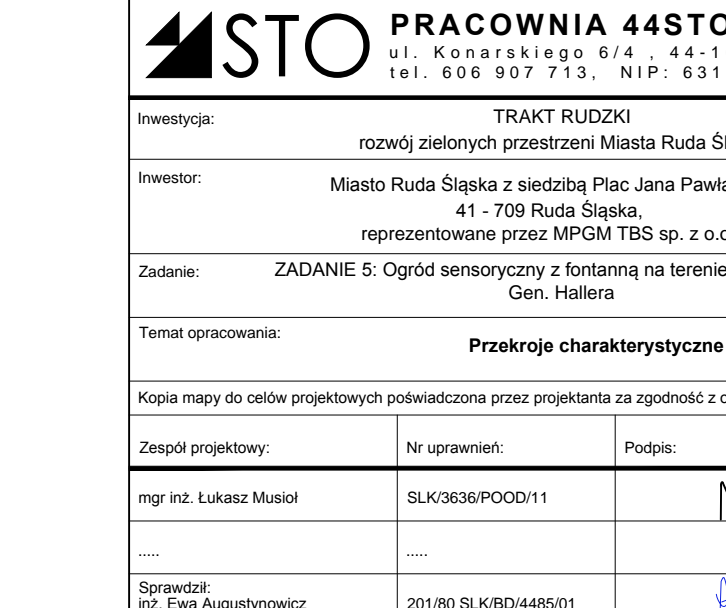 STO
PRACOWNIA 44STO
ul. Konarskiego 6/4 , 44-1
tel. 606 907 713, NIP: 631
Inwestycja:
TRAKT RUDZKI
rozwój zielonych przestrzeni Miasta Ruda Śl
Inwestor:
Miasto Ruda Śląska z siedzibą Plac Jana Pawła
41 - 709 Ruda Śląska,
reprezentowane przez MPGM TBS sp. z o.o
Zadanie:
ZADANIE 5: Ogród sensoryczny z fontanną na terenie
Gen. Hallera
Temat opracowania:
Przekroje charakterystyczne
Kopia mapy do celów projektowych poświadczona przez projektanta za zgodność z o
Zespół projektowy:
Nr uprawnień:
Podpis:
mgr inż. Łukasz Musioł
SLK/3636/POOD/11
.....
.....
Sprawdził:
inż. Ewa Augustynowicz
201/80 SLK/BD/4485/01